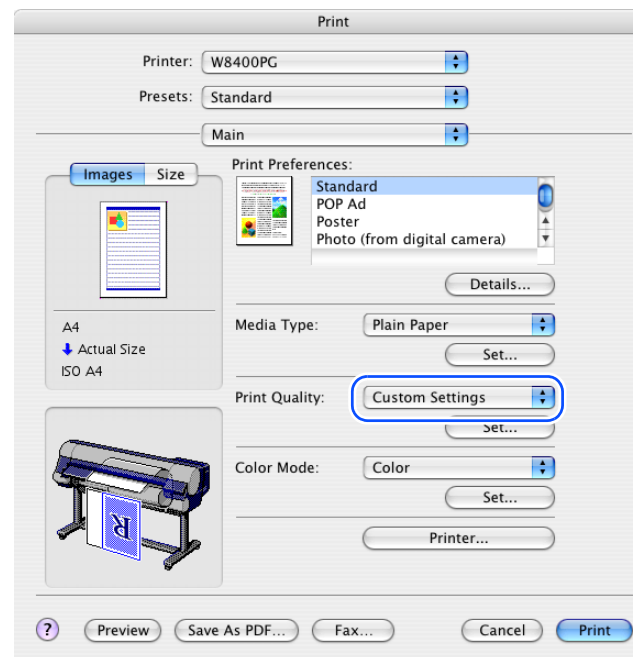 Print
Printer: W8400PG
Presets: Standard
Main
Images Size
A4
Actual Size
ISO A4
Print Preferences:
Standard
POP Ad
Poster
Photo (from digital camera)
Details...
Media Type: Plain Paper
Set...
Print Quality: Custom Settings
Set...
Color Mode: Color
Set...
Printer...
R
? Preview Save As PDF... Fax... Cancel Print